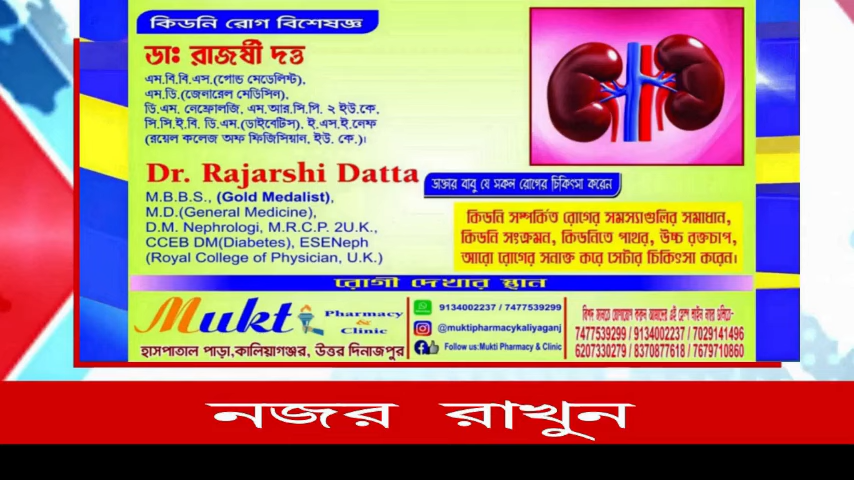 কিডনি রোগ বিশেষজ্ঞ
ডাঃ রাজর্ষী দত্ত
এম.বি.বি.এস.(গোল্ড মেডেলিস্ট),
এম.ডি.(জেনারেল মেডিসিন),
ডি.এম. নেফ্রোলজি, এম.আর.সি.পি. ২ ইউ.কে,
সি.সি.ই.বি. ডি.এম.(ডাইবেটিস), ই.এস.ই.নেফ
(রয়েল কলেজ অফ ফিজিসিয়ান, ইউ. কে.)।
Dr. Rajarshi Datta
M.B.B.S., (Gold Medalist),
M.D.(General Medicine),
D.M. Nephrologi, M.R.C.P. 2U.K.,
CCEB DM(Diabetes), ESENeph
(Royal College of Physician, U.K.)
ডাক্তার বাবু যে সকল রোগের চিকিৎসা করেন
কিডনি সম্পর্কিত রোগের সমস্যাগুলির সমাধান,
কিডনি সংক্রমন, কিডনিতে পাথর, উচ্চ রক্তচাপ,
আরো রোগের সনাক্ত করে সেটার চিকিৎসা করেন।
রোগী দেখার স্থান
Mukti Pharmacy
& Clinic
হাসপাতাল পাড়া,কালিয়াগঞ্জ, উত্তর দিনাজপুর
9134002237 / 7477539299
@muktipharmacykaliyaganj
Follow us:Mukti Pharmacy & Clinic
7477539299 / 9134002237 / 7029141496
6207330279 / 8370877618 / 7679710860
নজর রাখুন